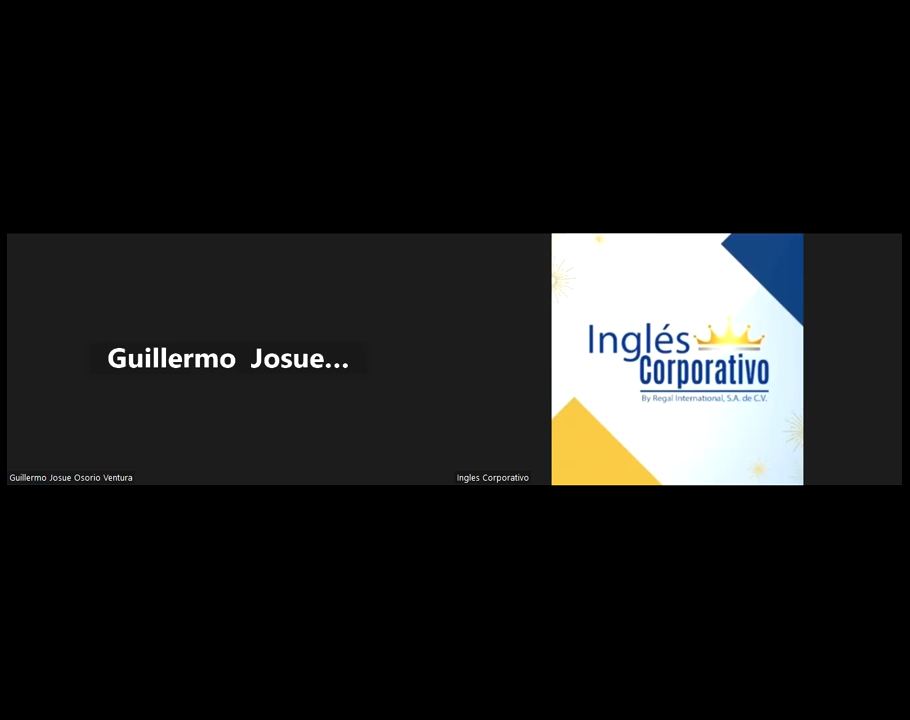 Guillermo Josue...
Guillermo Josue Osorio Ventura
Ingles Corporativo
Inglés
Corporativo
By Regal International, S.A. de C.V.